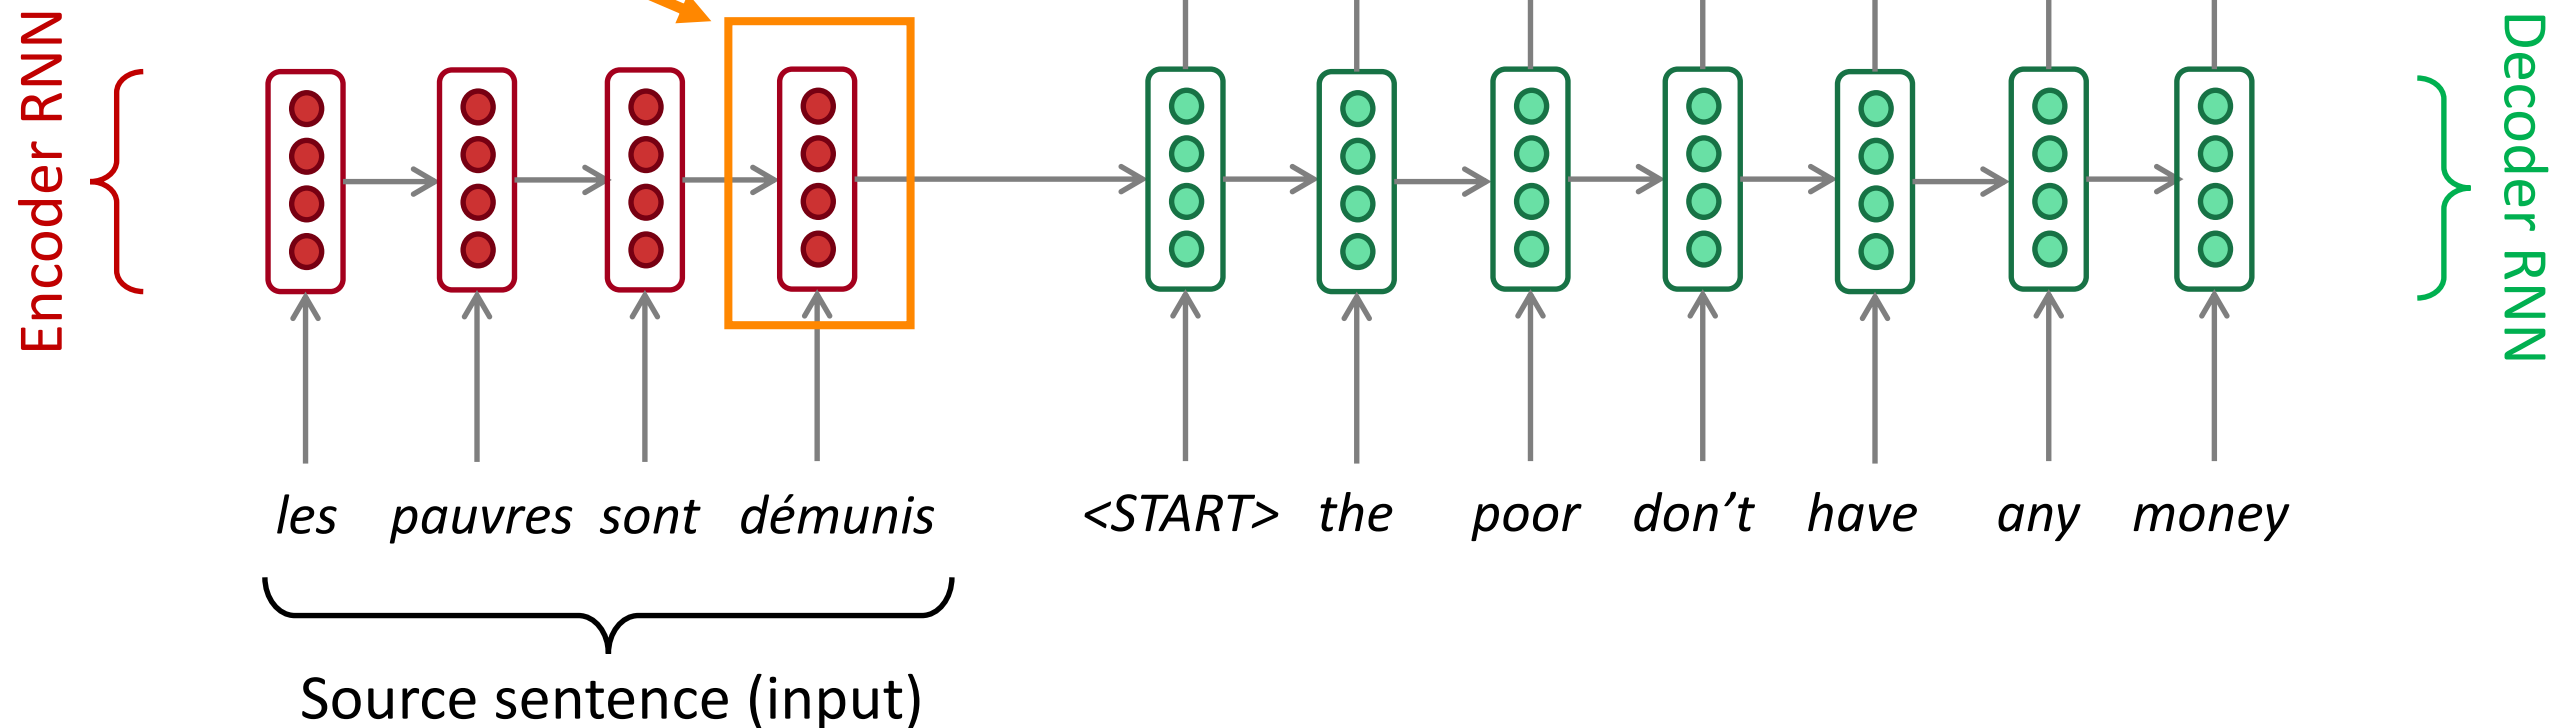 Encoder RNN
Decoder RNN
les pauvres sont démunis <START> the poor don’t have any money
Source sentence (input)